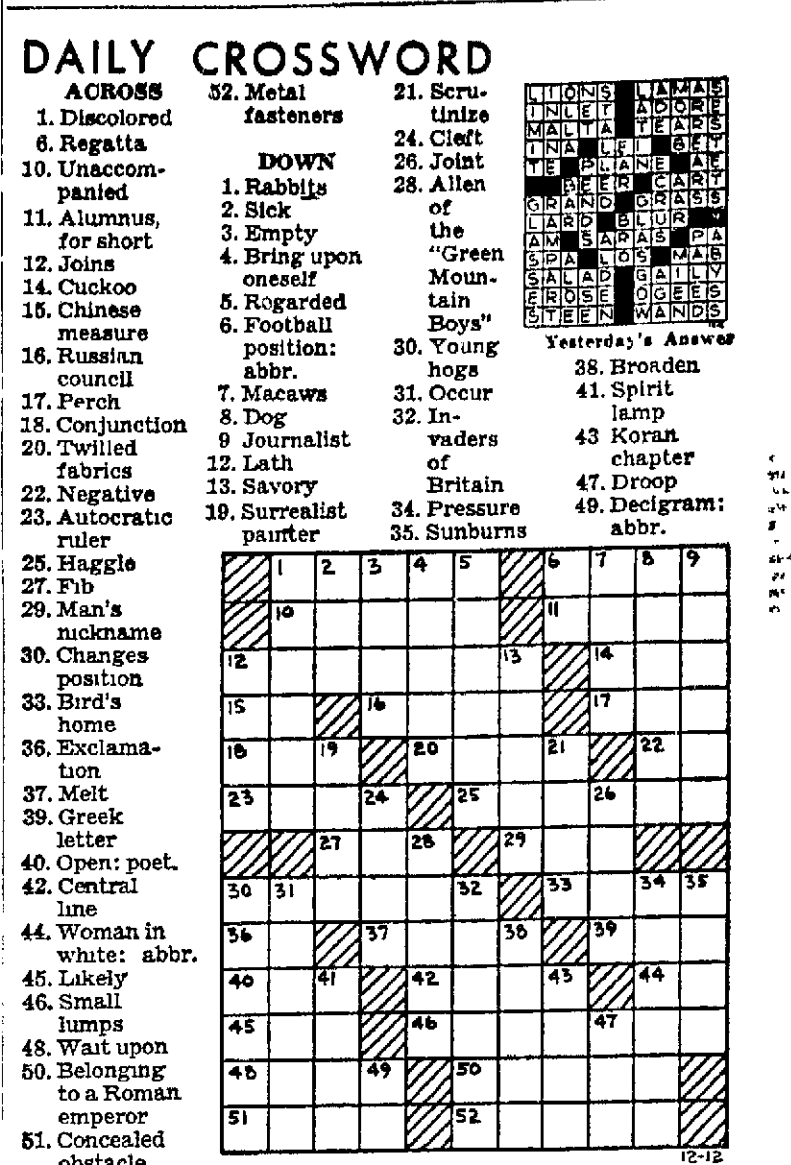 DAILY CROSSWORD
ACROSS
1. Discolored
6. Regatta
10. Unaccom-
panied
11. Alumnus,
for short
12. Joins
14. Cuckoo
15. Chinese
measure
16. Russian
council
17. Perch
18. Conjunction
20. Twilled
fabrics
22. Negative
23. Autocratic
ruler
25. Haggle
27. Fib
29. Man's
nickname
30. Changes
position
33. Bird's
home
36. Exclama-
tion
37. Melt
39. Greek
letter
40. Open: poet.
42. Central
line
44. Woman in
white: abbr.
45. Likely
46. Small
lumps
48. Wait upon
50. Belonging
to a Roman
emperor
51. Concealed
obstacle
52. Metal
fasteners
DOWN
1. Rabbits
2. Sick
3. Empty
4. Bring upon
oneself
5. Rogarded
6. Football
position:
abbr.
7. Macaws
8. Dog
9 Journalist
12. Lath
13. Savory
19. Surrealist
painter
21. Scru-
tinize
24. Cleft
26. Joint
28. Allen
of
the
"Green
Moun-
tain
Boys"
30. Young
hogs
31. Occur
32. In-
vaders
of
Britain
34. Pressure
35. Sunburns
LIONS LAMAS
INLET ADORE
MALTA TEARS
INA LEI BET
TE PLANE AE
BEER CART
GRAND GRASS
LARD BLUR
AM SARAS PA
SPA LOS MAB
SALAD GAILY
EROSE OGEES
STEEN WANDS
Yesterday's Answer
38. Broaden
41. Spirit
lamp
43 Koran
chapter
47. Droop
49. Decigram:
abbr.
1 2 3 4 5 6 7 8 9
10 11
12 13 14
15 16 17
18 19 20 21 22
23 24 25 26
27 28 29
30 31 32 33 34 35
36 37 38 39
40 41 42 43 44
45 46 47
48 49 50
51 52
12-12